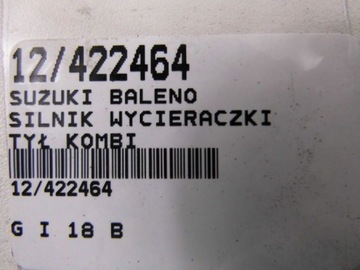 12/422464
SUZUKI BALENO
SILNIK WYCIERACZKI
TYŁ KOMBI
12/422464
G I 18 B